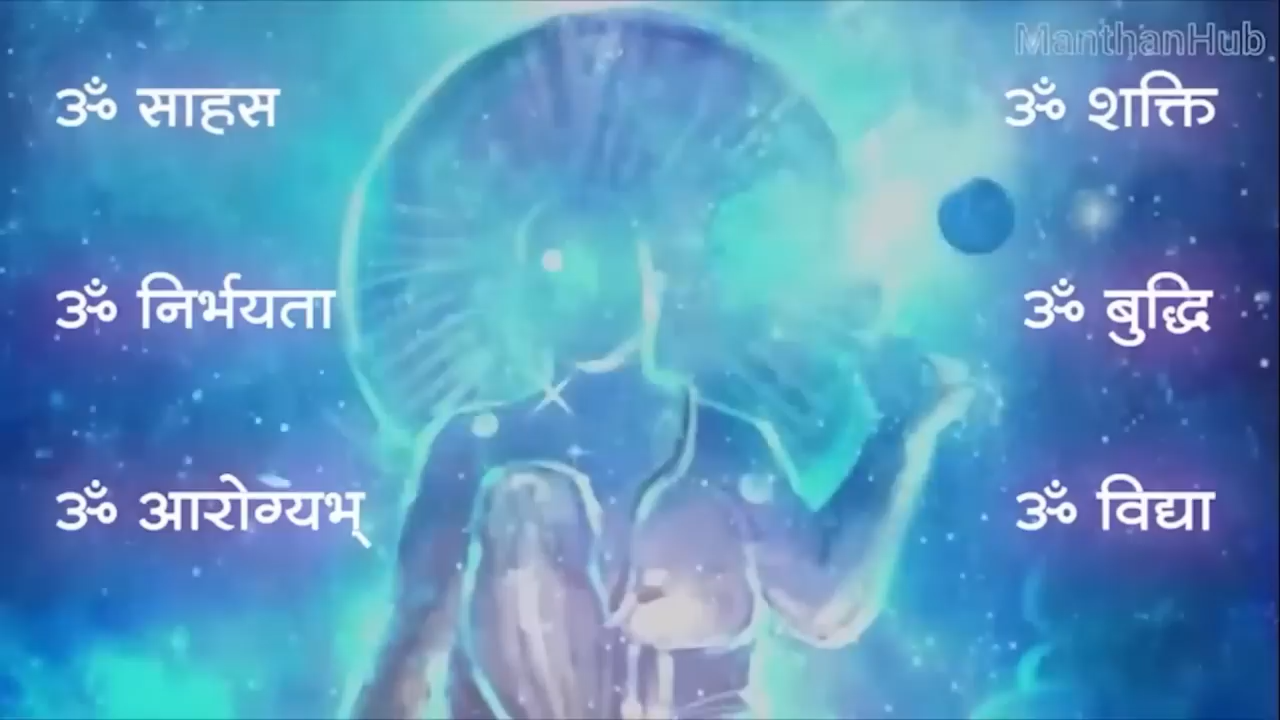 ManthanHub
ॐ साहस
ॐ शक्ति
ॐ निर्भयता
ॐ बुद्धि
ॐ आरोग्यभ्
ॐ विद्या